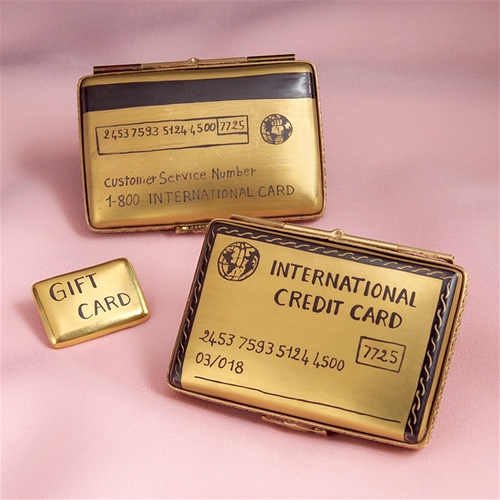 2453 7593 5124 4500 7725
Customer Service Number
1-800 INTERNATIONAL CARD
GIFT
CARD
INTERNATIONAL
CREDIT CARD
2453 7593 5124 4500 7725
03/018